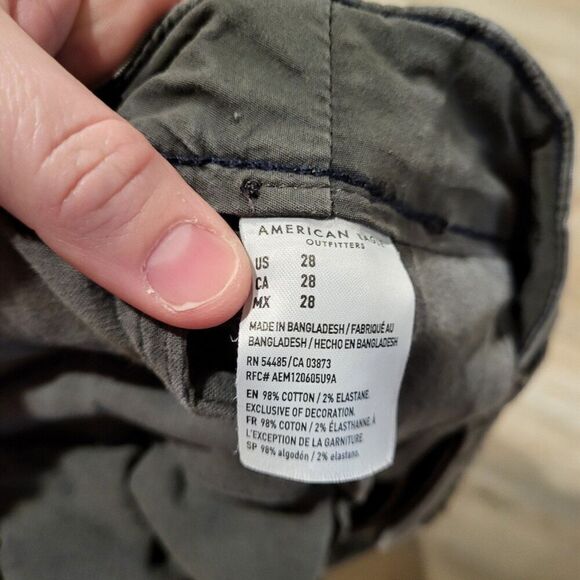 AMERICAN EAGLE
OUTFITTERS
US 28
CA 28
MX 28
MADE IN BANGLADESH / FABRIQUÉ AU
BANGLADESH / HECHO EN BANGLADESH
RN 54485/CA 03873
RFC# AEM120605U9A
EN 98% COTTON / 2% ELASTANE.
EXCLUSIVE OF DECORATION.
FR 98% COTON / 2% ÉLASTHANNE. À
L'EXCEPTION DE LA GARNITURE
SP 98% algodón / 2% elastano.